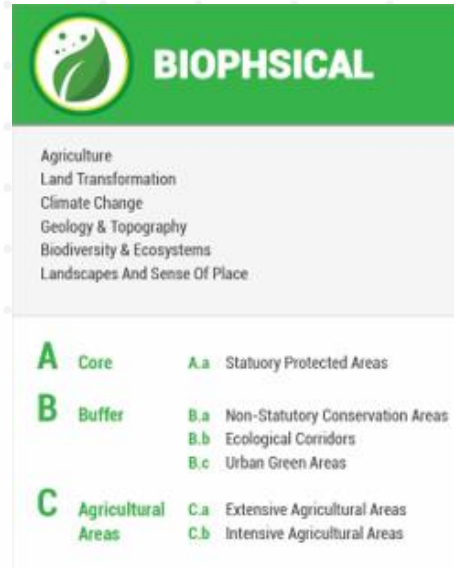 BIOPHSICAL
Agriculture
Land Transformation
Climate Change
Geology & Topography
Biodiversity & Ecosystems
Landscapes And Sense Of Place
A Core A.a Statuory Protected Areas
B Buffer B.a Non-Statutory Conservation Areas
B.b Ecological Corridors
B.c Urban Green Areas
C Agricultural C.a Extensive Agricultural Areas
Areas C.b Intensive Agricultural Areas